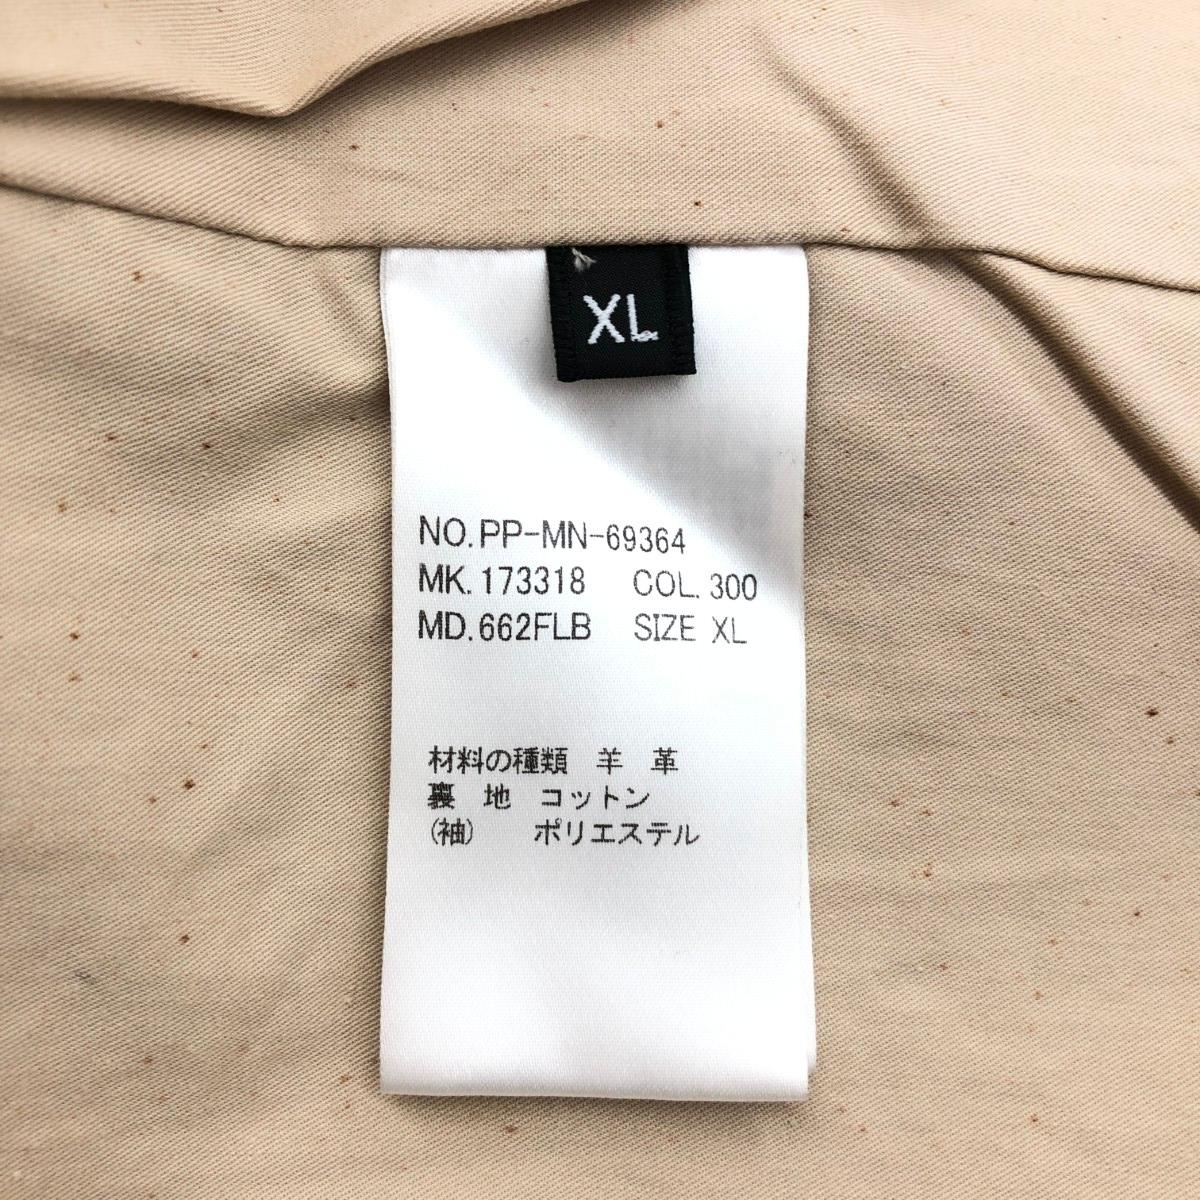 XL
NO.PP-MN-69364
MK.173318 COL.300
MD.662FLB SIZE XL
材料の種類 羊 革
裏 地 コットン
(袖) ポリエステル